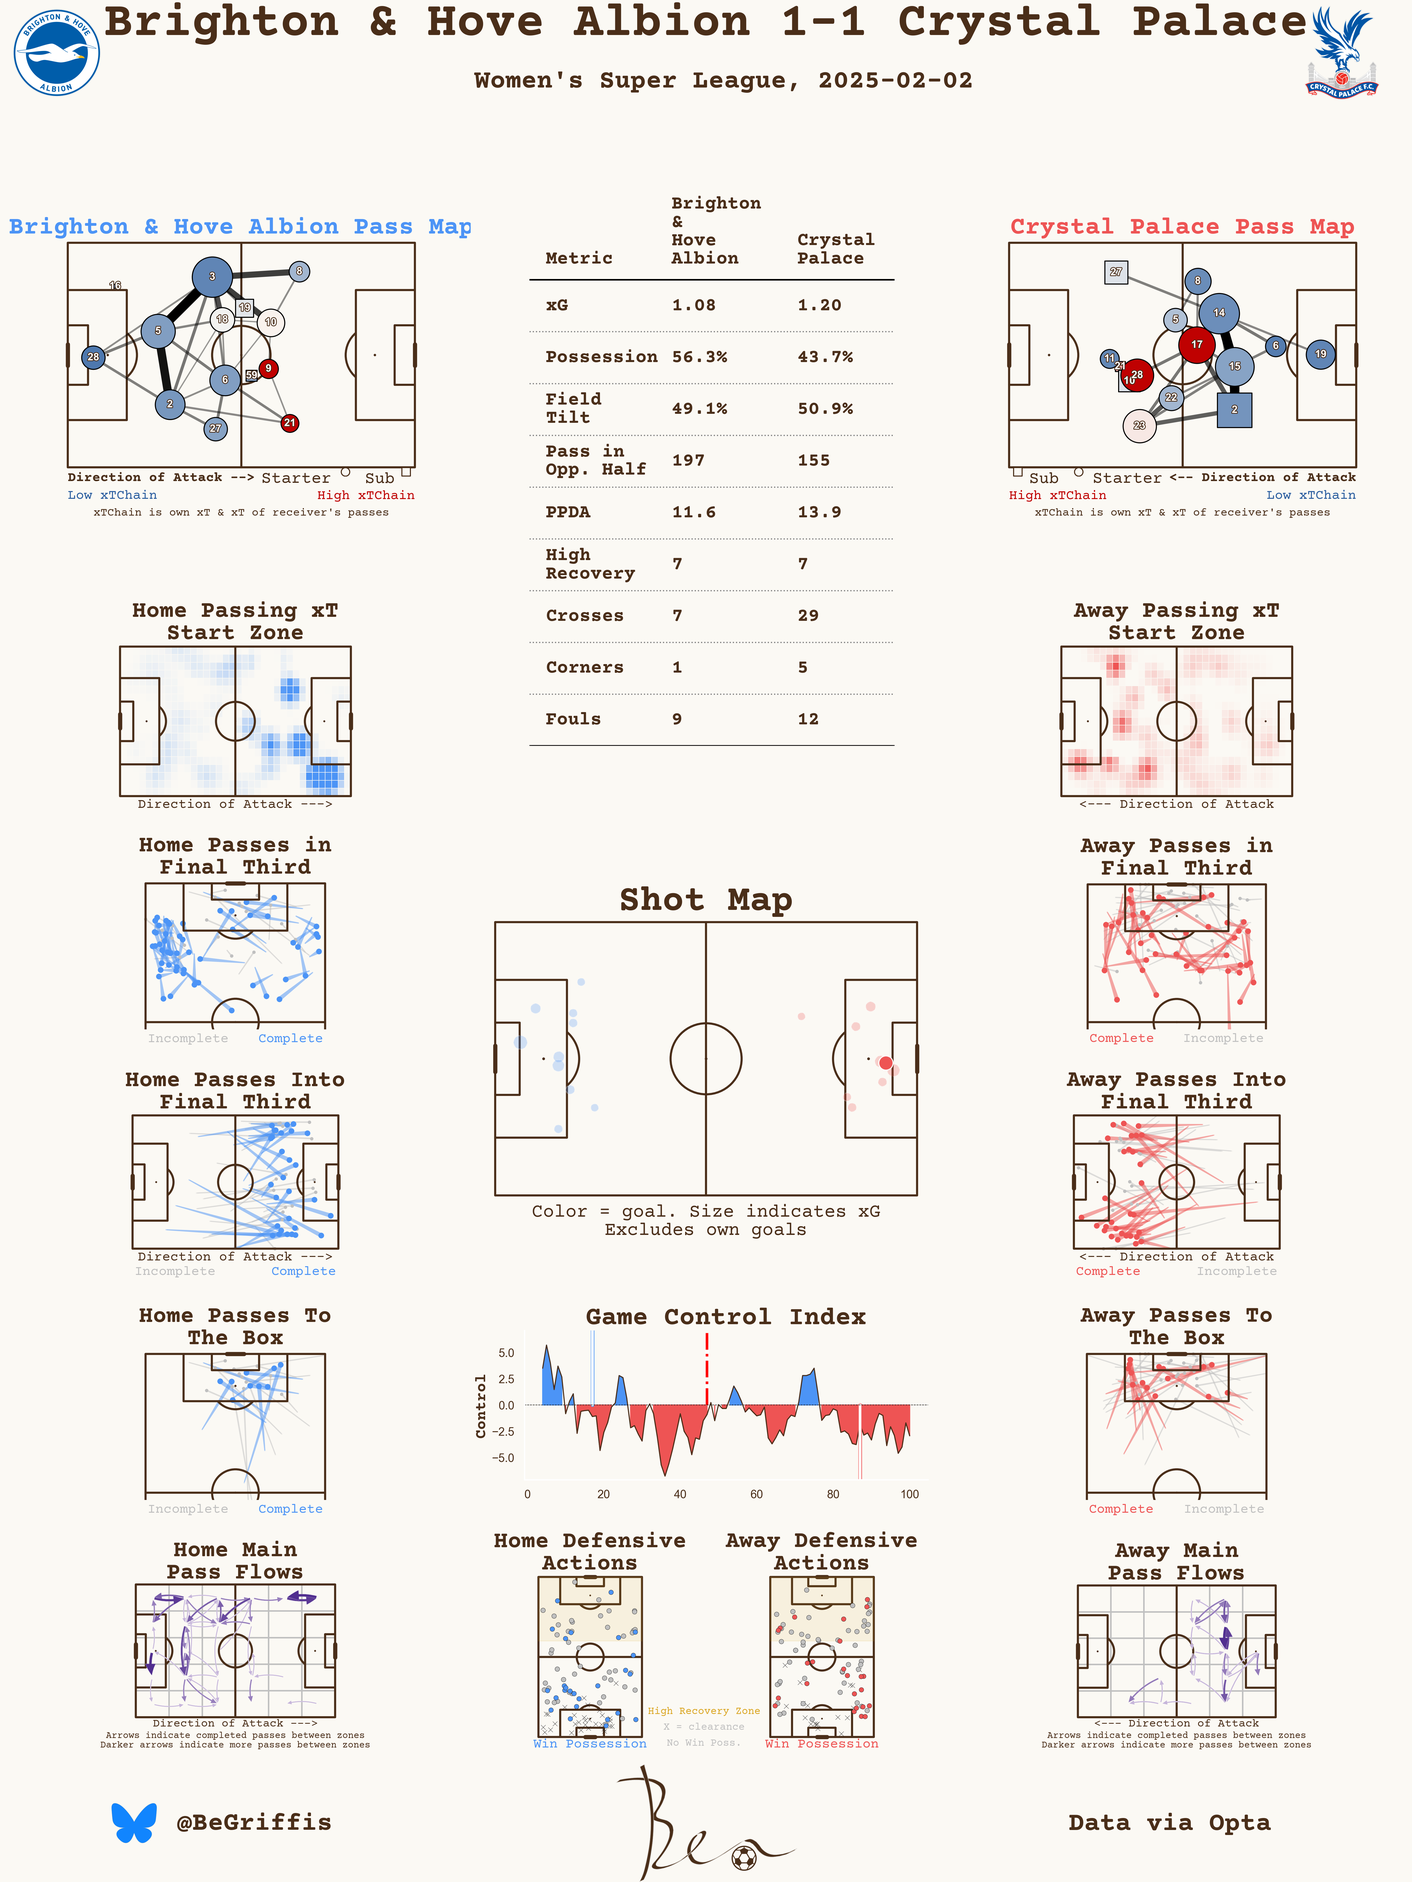 Brighton & Hove Albion 1-1 Crystal Palace
Women's Super League, 2025-02-02
BRIGHTON & HOVE
ALBION
CRYSTAL PALACE F.C.
Brighton & Hove Albion Pass Map
16
3
8
19
18
10
5
28
9
59
6
2
27
21
Direction of Attack --> Starter Sub
Low xTChain High xTChain
xTChain is own xT & xT of receiver's passes
Metric Brighton & Hove Albion Crystal Palace
xG 1.08 1.20
Possession 56.3% 43.7%
Field Tilt 49.1% 50.9%
Pass in Opp. Half 197 155
PPDA 11.6 13.9
High Recovery 7 7
Crosses 7 29
Corners 1 5
Fouls 9 12
Crystal Palace Pass Map
27
8
5
14
17
6
19
11
21
28
10
15
22
2
23
Sub Starter <-- Direction of Attack
High xTChain Low xTChain
xTChain is own xT & xT of receiver's passes
Home Passing xT
Start Zone
Direction of Attack --->
Away Passing xT
Start Zone
<--- Direction of Attack
Home Passes in
Final Third
Incomplete Complete
Away Passes in
Final Third
Complete Incomplete
Shot Map
Color = goal. Size indicates xG
Excludes own goals
Home Passes Into
Final Third
Direction of Attack --->
Incomplete Complete
Away Passes Into
Final Third
<--- Direction of Attack
Complete Incomplete
Home Passes To
The Box
Incomplete Complete
Game Control Index
Control
5.0
2.5
0.0
−2.5
−5.0
0 20 40 60 80 100
Away Passes To
The Box
Complete Incomplete
Home Main
Pass Flows
Direction of Attack --->
Arrows indicate completed passes between zones
Darker arrows indicate more passes between zones
Home Defensive
Actions
Win Possession
High Recovery Zone
X = clearance
No Win Poss.
Away Defensive
Actions
Win Possession
Away Main
Pass Flows
<--- Direction of Attack
Arrows indicate completed passes between zones
Darker arrows indicate more passes between zones
@BeGriffis
Ben
Data via Opta